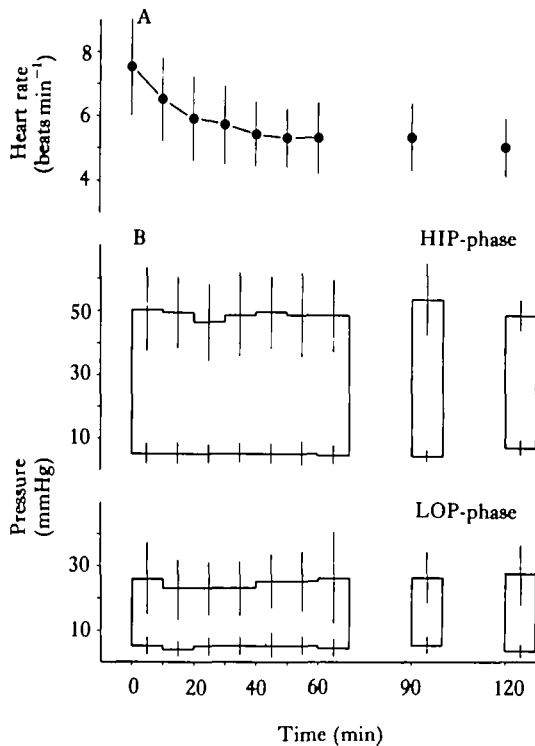 A
Heart rate
(beats min⁻¹)
8
6
4
B
HIP-phase
50
30
10
Pressure
(mmHg)
LOP-phase
30
10
0
20
40
60
90
120
Time (min)